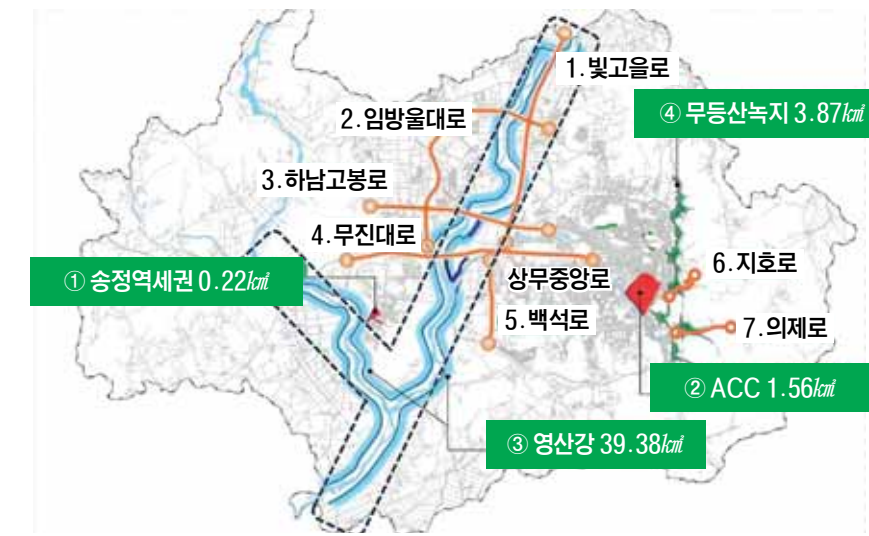 1.빛고을로
④ 무등산녹지 3.87㎢
2.임방울대로
3.하남고봉로
4.무진대로
① 송정역세권 0.22㎢
상무중앙로
6.지호로
5.백석로
7.의제로
② ACC 1.56㎢
③ 영산강 39.38㎢